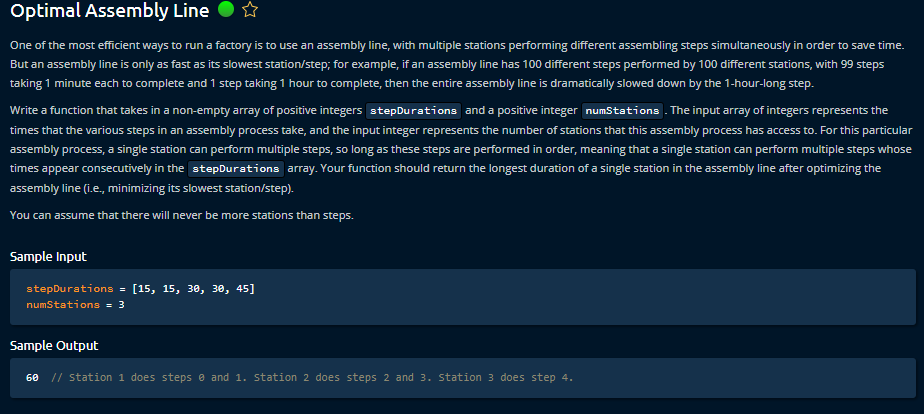 Optimal Assembly Line
One of the most efficient ways to run a factory is to use an assembly line, with multiple stations performing different assembling steps simultaneously in order to save time.
But an assembly line is only as fast as its slowest station/step; for example, if an assembly line has 100 different steps performed by 100 different stations, with 99 steps
taking 1 minute each to complete and 1 step taking 1 hour to complete, then the entire assembly line is dramatically slowed down by the 1-hour-long step.
Write a function that takes in a non-empty array of positive integers stepDurations and a positive integer numStations . The input array of integers represents the
times that the various steps in an assembly process take, and the input integer represents the number of stations that this assembly process has access to. For this particular
assembly process, a single station can perform multiple steps, so long as these steps are performed in order, meaning that a single station can perform multiple steps whose
times appear consecutively in the stepDurations array. Your function should return the longest duration of a single station in the assembly line after optimizing the
assembly line (i.e., minimizing its slowest station/step).
You can assume that there will never be more stations than steps.
Sample Input
stepDurations = [15, 15, 30, 30, 45]
numStations = 3
Sample Output
60 // Station 1 does steps 0 and 1. Station 2 does steps 2 and 3. Station 3 does step 4.